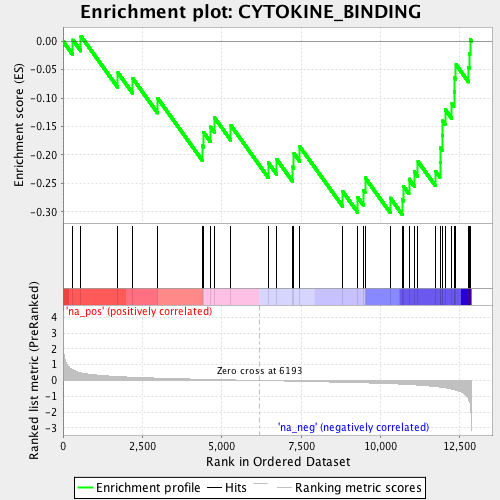 Enrichment plot: CYTOKINE_BINDING
Enrichment score (ES)
0.00
-0.05
-0.10
-0.15
-0.20
-0.25
-0.30
'na_pos' (positively correlated)
Ranked list metric (PreRanked)
4
3
2
1
0
-1
-2
-3
Zero cross at 6193
'na_neg' (negatively correlated)
0
2,500
5,000
7,500
10,000
12,500
Rank in Ordered Dataset
Enrichment profile
Hits
Ranking metric scores